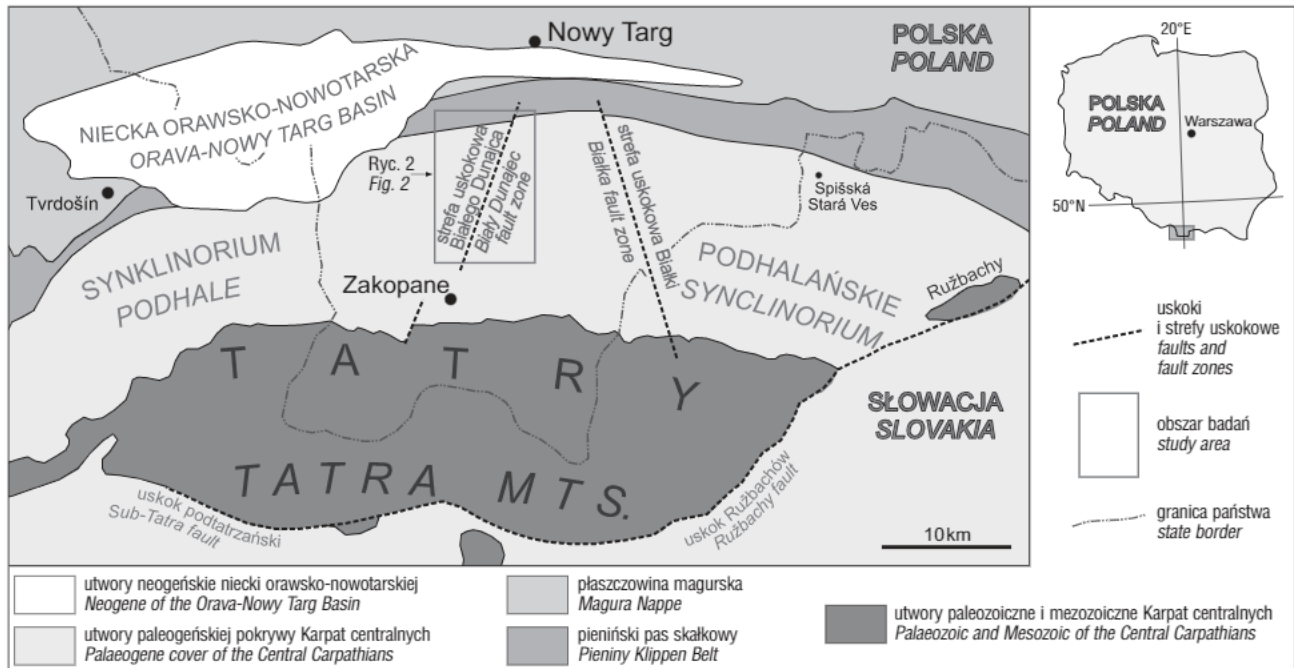 Nowy Targ
POLSKA
POLAND
NIECKA ORAWSKO-NOWOTARSKA
ORAVA-NOWY TARG BASIN
Tvrdošín
Ryc. 2
Fig. 2
strefa uskokowa
Białego Dunajca
Biały Dunajec
fault zone
strefa uskokowa Białki
Białka fault zone
Spišská
Stará Ves
SYNKLINORIUM
PODHALE
PODHALAŃSKIE
SYNCLINORIUM
Zakopane
Ružbachy
TATRY
TATRA MTS.
SŁOWACJA
SLOVAKIA
uskok podtatrzański
Sub-Tatra fault
uskok Ružbachów
Ružbachy fault
10 km
20°E
POLSKA
POLAND
Warszawa
50°N
uskoki
i strefy uskokowe
faults and
fault zones
obszar badań
study area
granica państwa
state border
utwory neogeńskie niecki orawsko-nowotarskiej
Neogene of the Orava-Nowy Targ Basin
utwory paleogeńskiej pokrywy Karpat centralnych
Palaeogene cover of the Central Carpathians
płaszczowina magurska
Magura Nappe
pieniński pas skałkowy
Pieniny Klippen Belt
utwory paleozoiczne i mezozoiczne Karpat centralnych
Palaeozoic and Mesozoic of the Central Carpathians